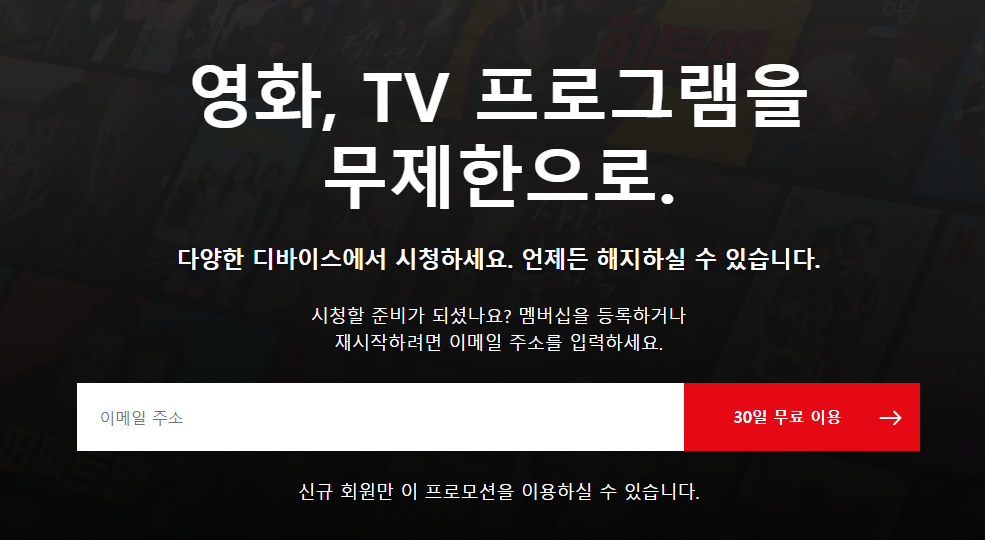 영화, TV 프로그램을
무제한으로.
다양한 디바이스에서 시청하세요. 언제든 해지하실 수 있습니다.
시청할 준비가 되셨나요? 멤버십을 등록하거나
재시작하려면 이메일 주소를 입력하세요.
이메일 주소
30일 무료 이용
신규 회원만 이 프로모션을 이용하실 수 있습니다.